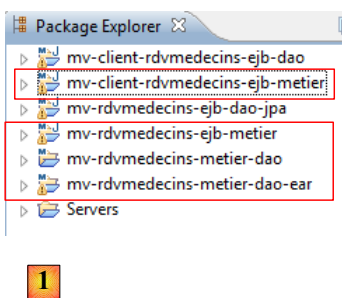 Package Explorer
mv-client-rdvmedecins-ejb-dao
mv-client-rdvmedecins-ejb-metier
mv-rdvmedecins-ejb-dao-jpa
mv-rdvmedecins-ejb-metier
mv-rdvmedecins-metier-dao
mv-rdvmedecins-metier-dao-ear
Servers
1